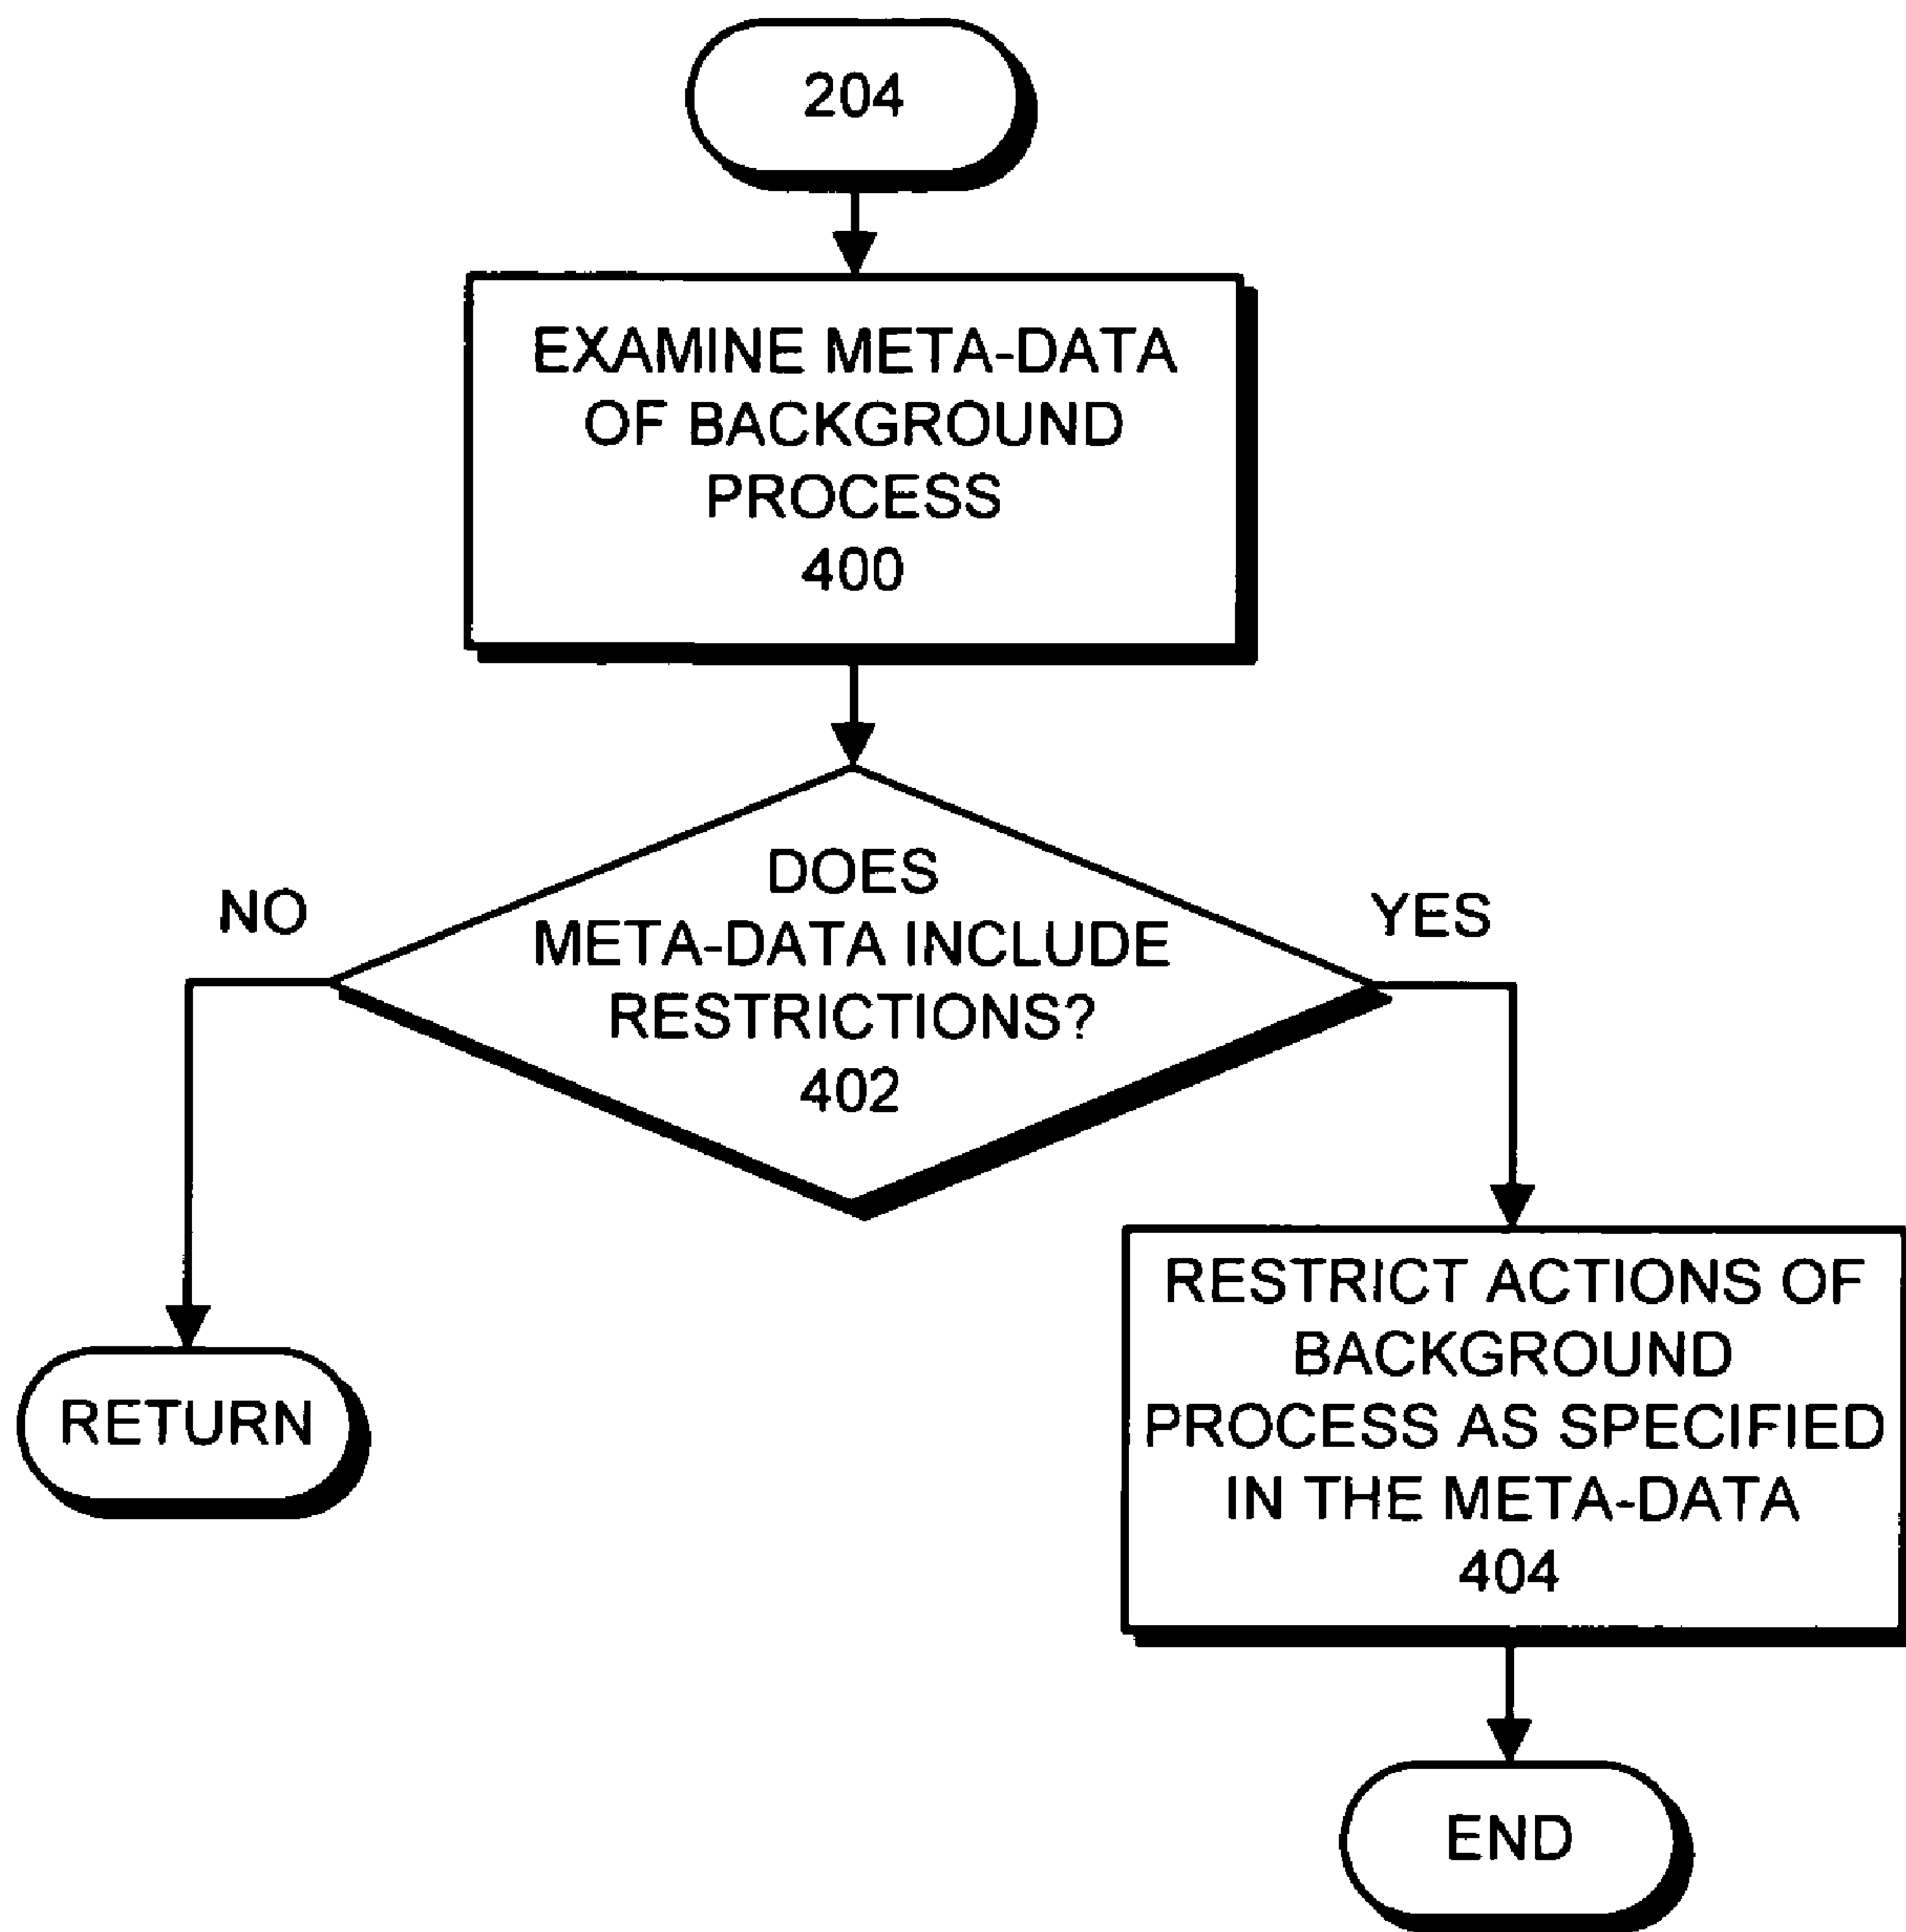 204
EXAMINE META-DATA
OF BACKGROUND
PROCESS
400
DOES
META-DATA INCLUDE
RESTRICTIONS?
402
NO
YES
RETURN
RESTRICT ACTIONS OF
BACKGROUND
PROCESS AS SPECIFIED
IN THE META-DATA
404
END